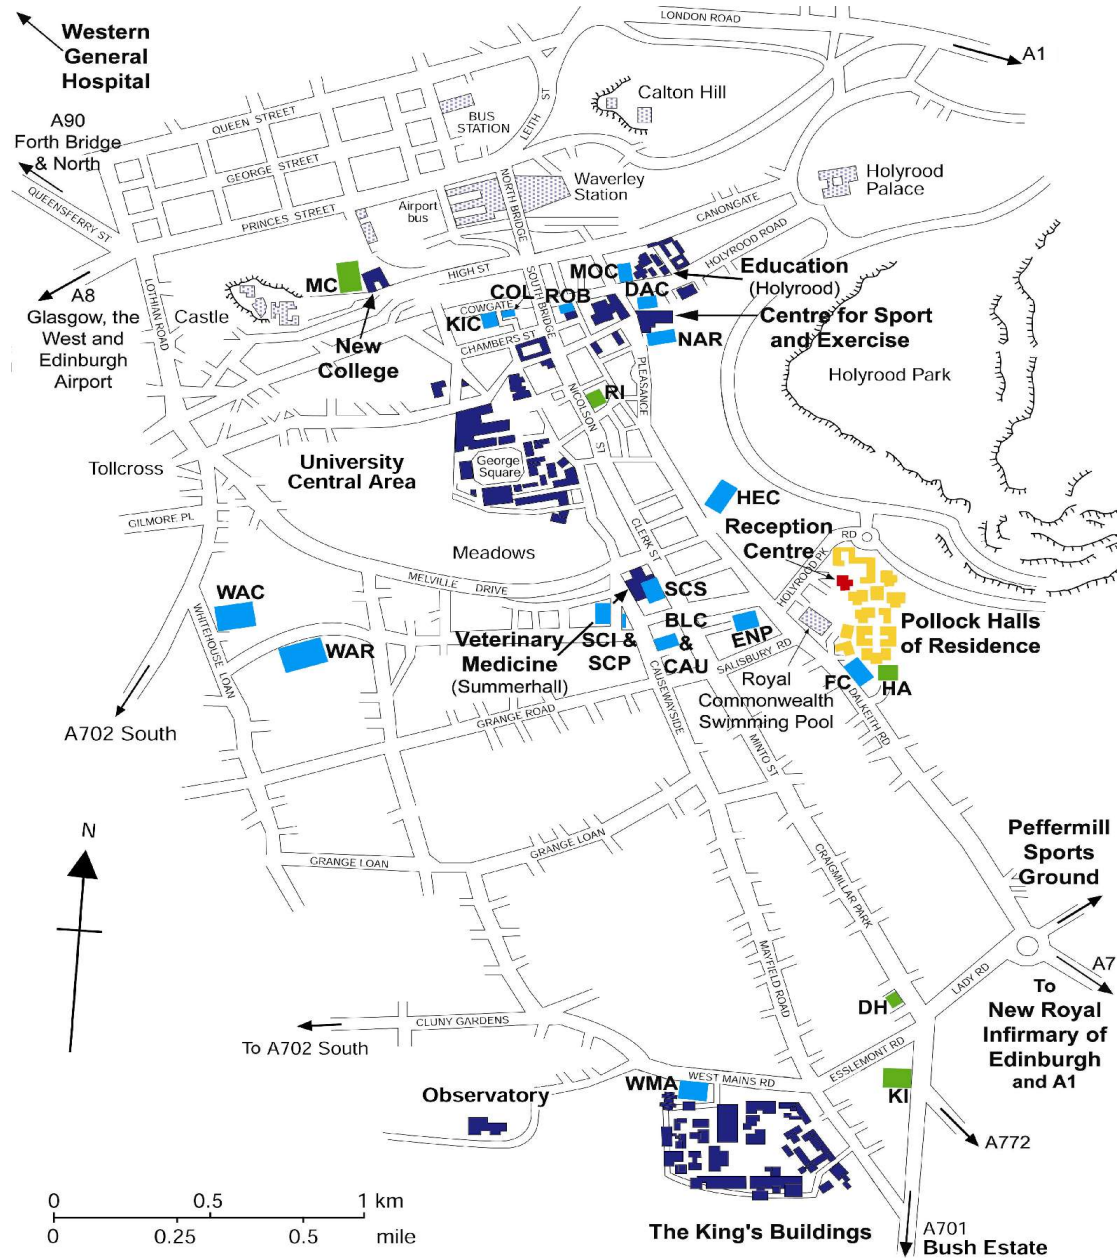 Western
General
Hospital
LONDON ROAD
A1
A90
Forth Bridge
& North
QUEEN STREET
BUS
STATION
LEITH ST
Calton Hill
GEORGE STREET
QUEENSFERRY ST
PRINCES STREET
Airport
bus
NORTH BRIDGE
Waverley
Station
Holyrood
Palace
CANONGATE
HOLYROOD ROAD
A8
Glasgow, the
West and
Edinburgh
Airport
LOTHIAN ROAD
Castle
MC
New
College
HIGH ST
COWGATE
KIC
COL
CHAMBERS ST
SOUTH BRIDGE
ROB
MOC
DAC
NAR
Education
(Holyrood)
Centre for Sport
and Exercise
PLEASANCE
Holyrood Park
NICOLSON ST
RI
Tollcross
University
Central Area
George
Square
GILMORE PL
Meadows
MELVILLE DRIVE
CLERK ST
HEC
Reception
Centre
HOLYROOD PK RD
WAC
WAR
WHITEHOUSE LOAN
Veterinary
Medicine
(Summerhall)
SCI &
SCP
SCS
BLC
&
CAU
ENP
SALISBURY RD
Royal
Commonwealth
Swimming Pool
Pollock Halls
of Residence
FC
HA
DALKEITH RD
A702 South
GRANGE ROAD
CAUSEWAYSIDE
MINTO ST
N
GRANGE LOAN
GRANGE LOAN
CRAIGMILLAR PARK
Peffermill
Sports
Ground
MAYFIELD ROAD
LADY RD
A7
To
New Royal
Infirmary of
Edinburgh
and A1
DH
CLUNY GARDENS
To A702 South
ESSLEMONT RD
WEST MAINS RD
WMA
KI
Observatory
A772
The King's Buildings
A701
Bush Estate
0 0.5 1 km
0 0.25 0.5 mile